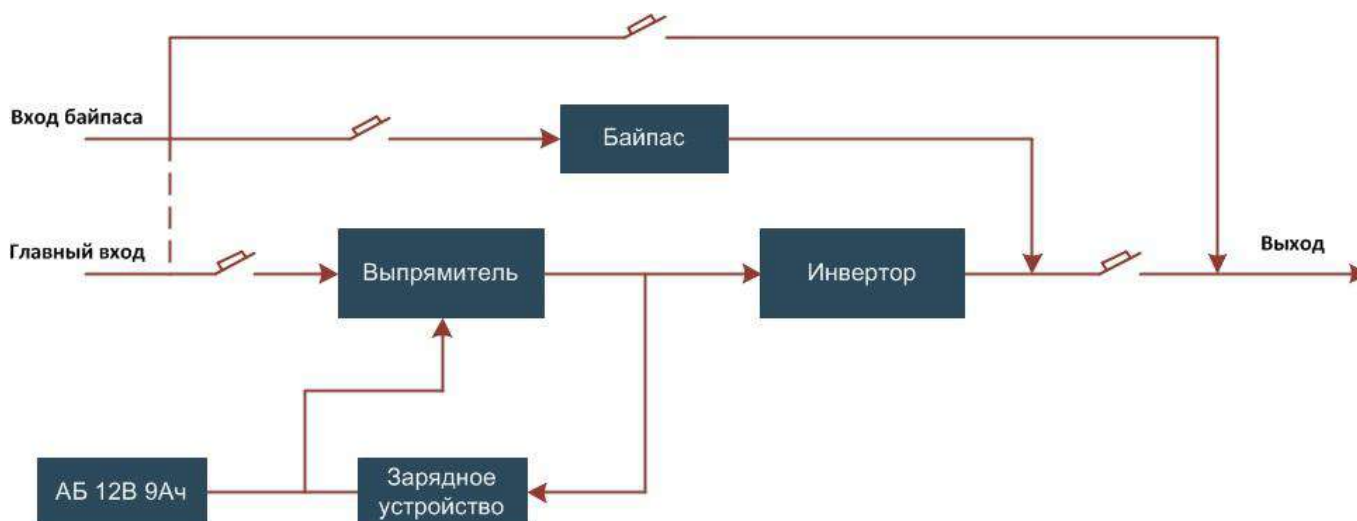 Вход байпаса
Байпас
Главный вход
Выпрямитель
Инвертор
Выход
АБ 12В 9Ач
Зарядное
устройство